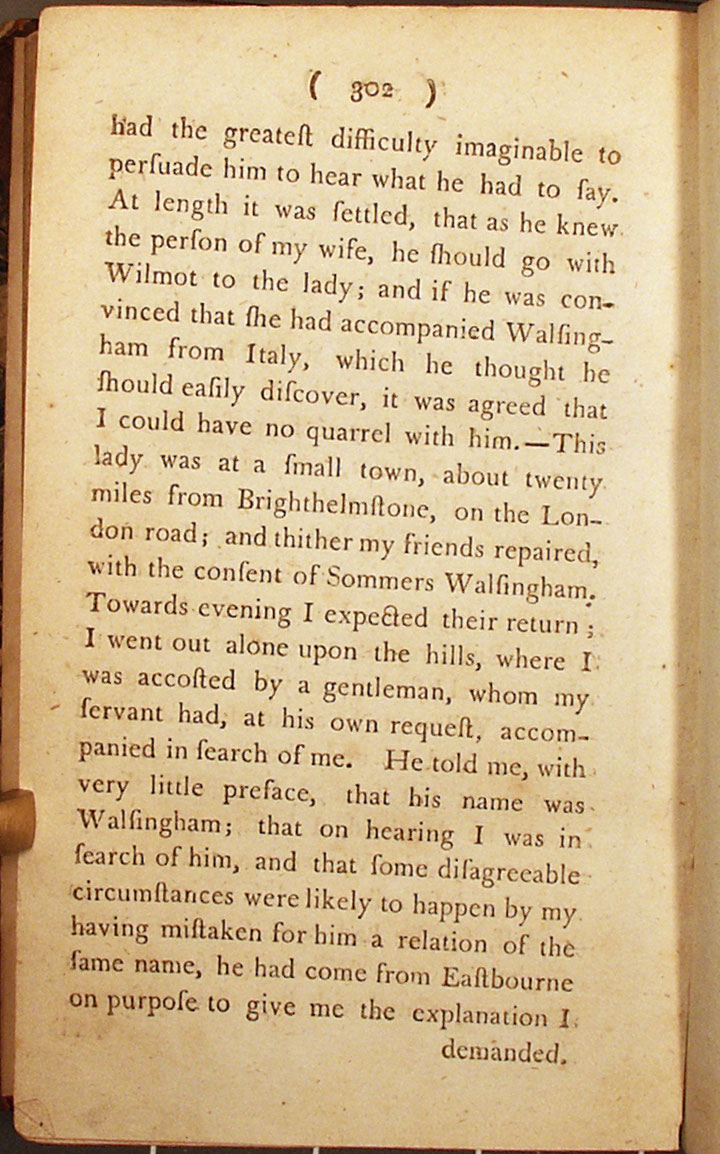 ( 302 )
had the greateſt difficulty imaginable to
perſuade him to hear what he had to ſay.
At length it was ſettled, that as he knew
the perſon of my wife, he ſhould go with
Wilmot to the lady; and if he was con-
vinced that ſhe had accompanied Walſing-
ham from Italy, which he thought he
ſhould eaſily diſcover, it was agreed that
I could have no quarrel with him.—This
lady was at a ſmall town, about twenty
miles from Brighthelmſtone, on the Lon-
don road; and thither my friends repaired,
with the conſent of Sommers Walſingham.
Towards evening I expected their return;
I went out alone upon the hills, where I
was accoſted by a gentleman, whom my
ſervant had, at his own requeſt, accom-
panied in ſearch of me. He told me, with
very little preface, that his name was
Walſingham; that on hearing I was in
ſearch of him, and that ſome diſagreeable
circumſtances were likely to happen by my
having miſtaken for him a relation of the
ſame name, he had come from Eaſtbourne
on purpoſe to give me the explanation I
demanded.